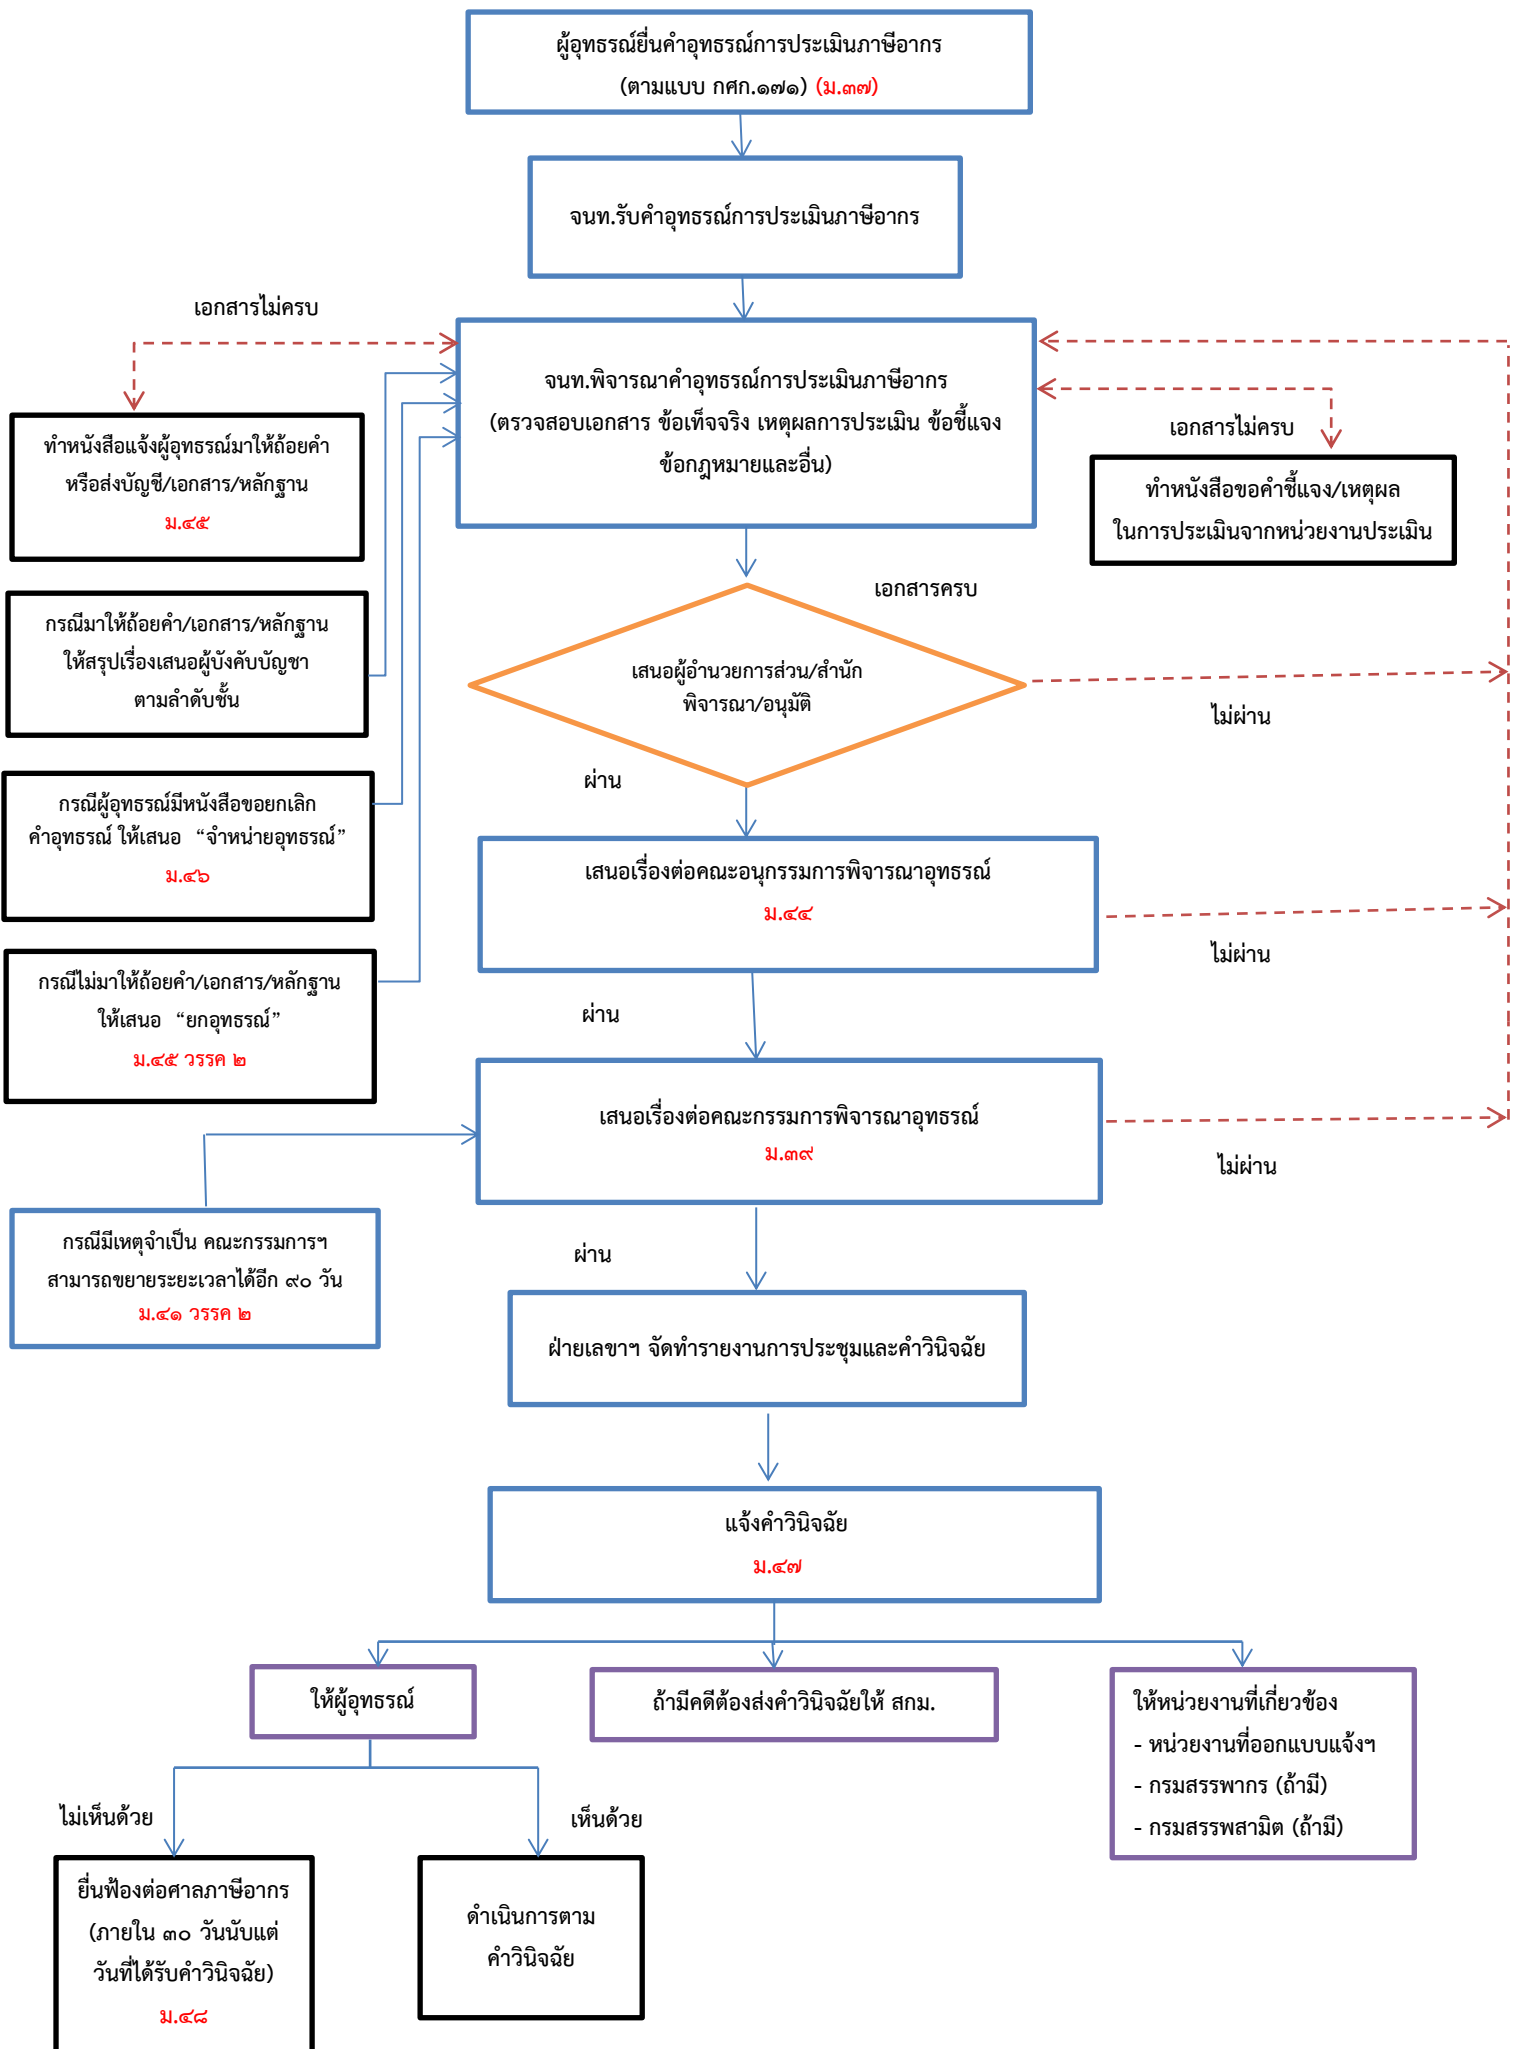 ผู้อุทธรณ์ยื่นคำอุทธรณ์การประเมินภาษีอากร
(ตามแบบ กศก.๑๗๑) (ม.๓๗)
จนท.รับคำอุทธรณ์การประเมินภาษีอากร
เอกสารไม่ครบ
จนท.พิจารณาคำอุทธรณ์การประเมินภาษีอากร
(ตรวจสอบเอกสาร ข้อเท็จจริง เหตุผลการประเมิน ข้อชี้แจง
ข้อกฎหมายและอื่น)
ทำหนังสือแจ้งผู้อุทธรณ์มาให้ถ้อยคำ
หรือส่งบัญชี/เอกสาร/หลักฐาน
ม.๔๕
เอกสารไม่ครบ
ทำหนังสือขอคำชี้แจง/เหตุผล
ในการประเมินจากหน่วยงานประเมิน
เอกสารครบ
กรณีมาให้ถ้อยคำ/เอกสาร/หลักฐาน
ให้สรุปเรื่องเสนอผู้บังคับบัญชา
ตามลำดับชั้น
เสนอผู้อำนวยการส่วน/สำนัก
พิจารณา/อนุมัติ
ไม่ผ่าน
ผ่าน
กรณีผู้อุทธรณ์มีหนังสือขอยกเลิก
คำอุทธรณ์ ให้เสนอ “จำหน่ายอุทธรณ์”
ม.๔๖
เสนอเรื่องต่อคณะอนุกรรมการพิจารณาอุทธรณ์
ม.๔๔
ไม่ผ่าน
กรณีไม่มาให้ถ้อยคำ/เอกสาร/หลักฐาน
ให้เสนอ “ยกอุทธรณ์”
ม.๔๕ วรรค ๒
ผ่าน
เสนอเรื่องต่อคณะกรรมการพิจารณาอุทธรณ์
ม.๓๙
ไม่ผ่าน
กรณีมีเหตุจำเป็น คณะกรรมการฯ
สามารถขยายระยะเวลาได้อีก ๙๐ วัน
ม.๔๑ วรรค ๒
ผ่าน
ฝ่ายเลขาฯ จัดทำรายงานการประชุมและคำวินิจฉัย
แจ้งคำวินิจฉัย
ม.๔๗
ให้ผู้อุทธรณ์
ถ้ามีคดีต้องส่งคำวินิจฉัยให้ สกม.
ให้หน่วยงานที่เกี่ยวข้อง
- หน่วยงานที่ออกแบบแจ้งฯ
- กรมสรรพากร (ถ้ามี)
- กรมสรรพสามิต (ถ้ามี)
ไม่เห็นด้วย
เห็นด้วย
ยื่นฟ้องต่อศาลภาษีอากร
(ภายใน ๓๐ วันนับแต่
วันที่ได้รับคำวินิจฉัย)
ม.๔๘
ดำเนินการตาม
คำวินิจฉัย